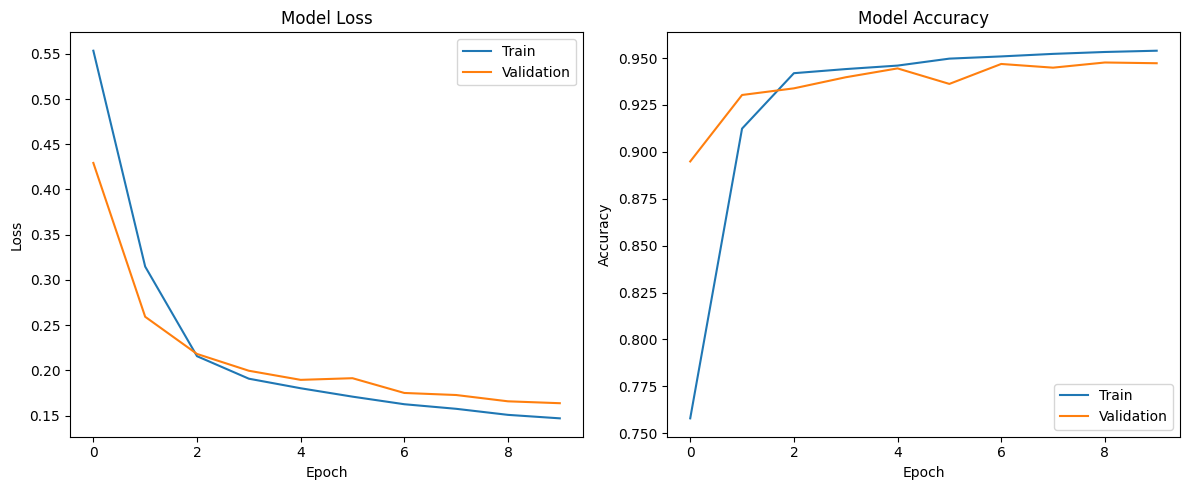 Model Loss
Loss
0.55
0.50
0.45
0.40
0.35
0.30
0.25
0.20
0.15
0 2 4 6 8
Epoch
Train
Validation
Model Accuracy
Accuracy
0.950
0.925
0.900
0.875
0.850
0.825
0.800
0.775
0.750
0 2 4 6 8
Epoch
Train
Validation